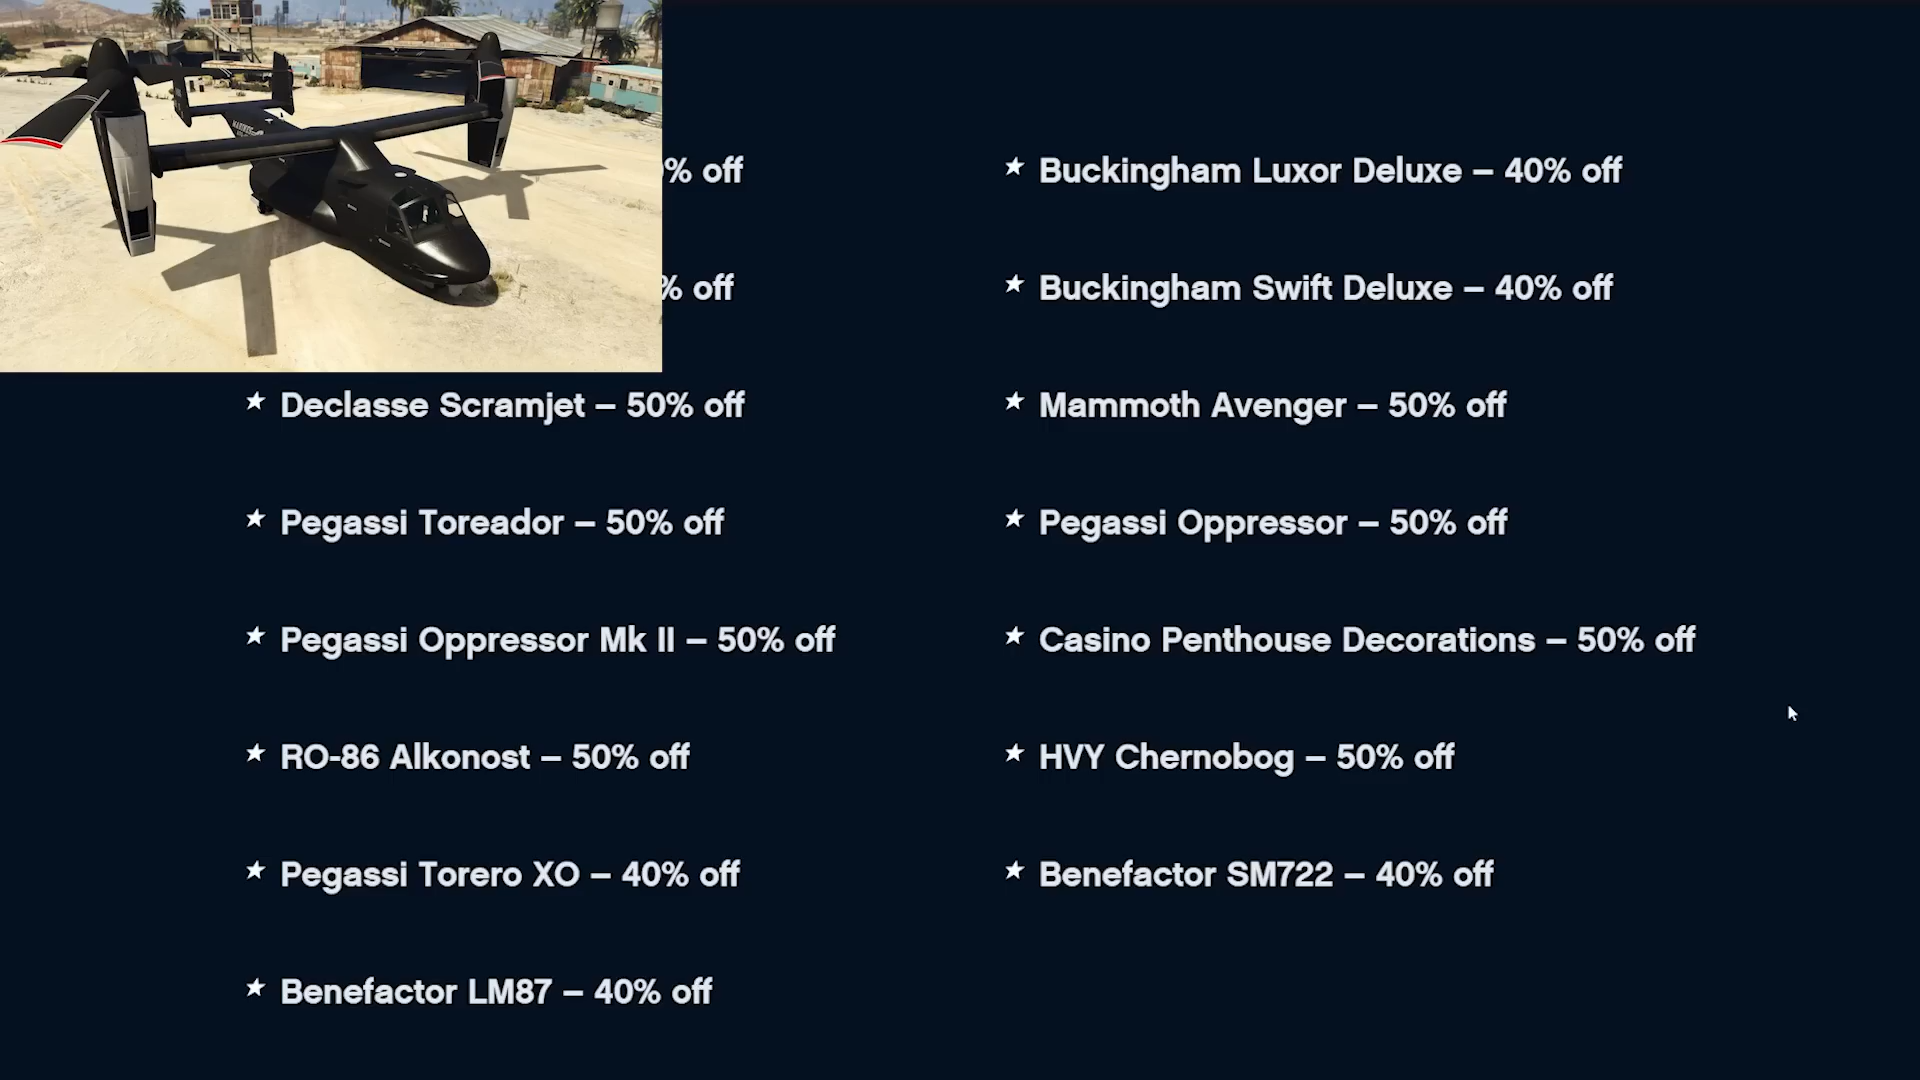 % off
% off
Declasse Scramjet – 50% off
Pegassi Toreador – 50% off
Pegassi Oppressor Mk II – 50% off
RO-86 Alkonost – 50% off
Pegassi Torero XO – 40% off
Benefactor LM87 – 40% off
Buckingham Luxor Deluxe – 40% off
Buckingham Swift Deluxe – 40% off
Mammoth Avenger – 50% off
Pegassi Oppressor – 50% off
Casino Penthouse Decorations – 50% off
HVY Chernobog – 50% off
Benefactor SM722 – 40% off